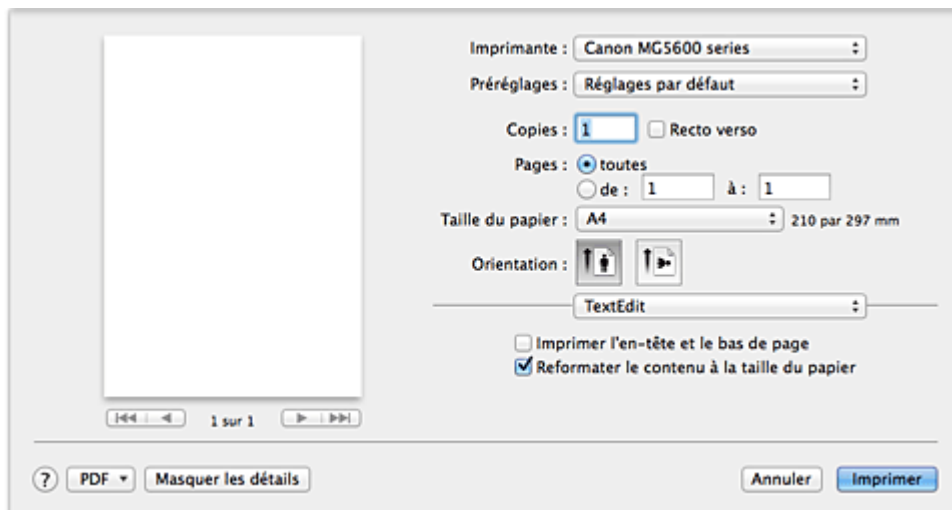 Imprimante : Canon MG5600 series
Préréglages : Réglages par défaut
Copies : 1 Recto verso
Pages : toutes
de : 1 à : 1
Taille du papier : A4 210 par 297 mm
Orientation :
TextEdit
Imprimer l'en-tête et le bas de page
Reformater le contenu à la taille du papier
1 sur 1
? PDF Masquer les détails Annuler Imprimer